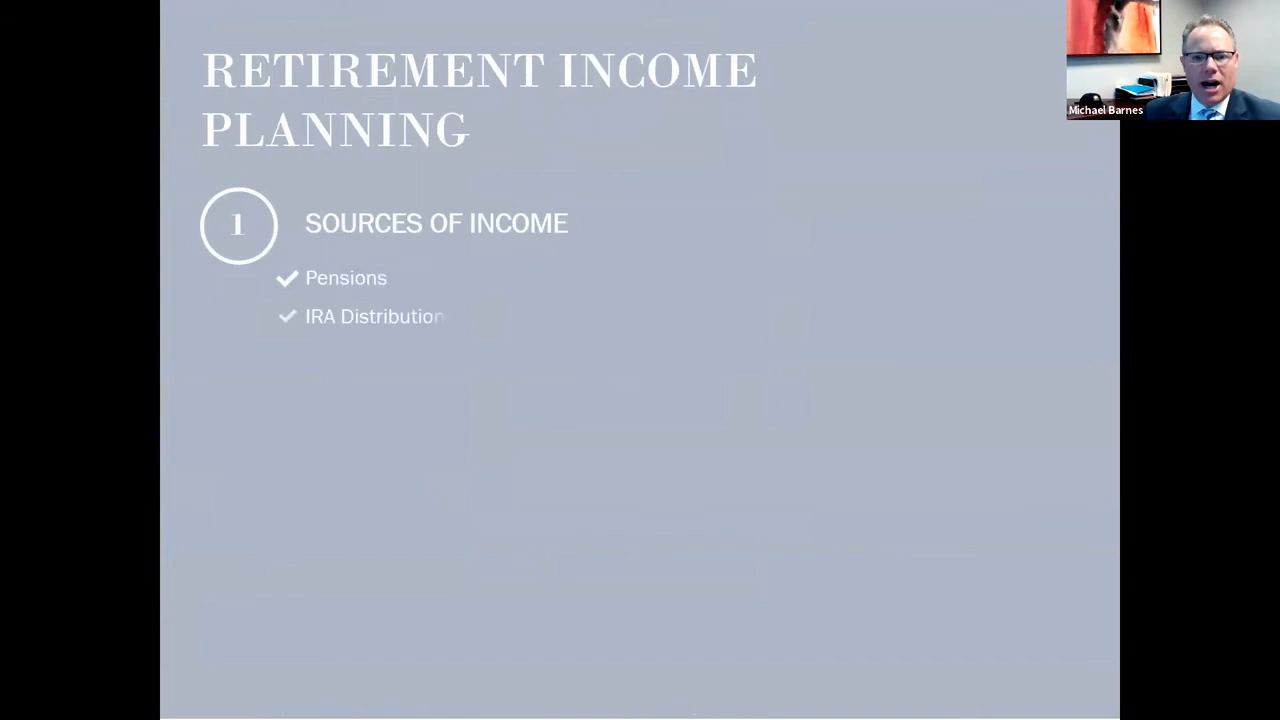 RETIREMENT INCOME
PLANNING
1
SOURCES OF INCOME
Pensions
IRA Distribution
Michael Barnes